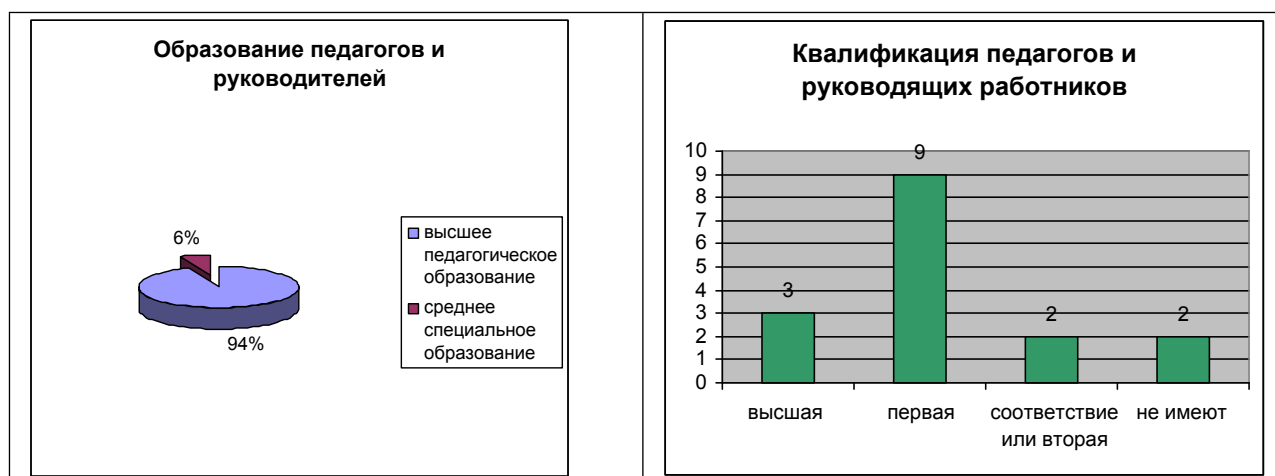 Образование педагогов и
руководителей
6%
94%
высшее
педагогическое
образование
среднее
специальное
образование
Квалификация педагогов и
руководящих работников
10
9
8
7
6
5
4
3
2
1
0
3
9
2
2
высшая
первая
соответствие
или вторая
не имеют